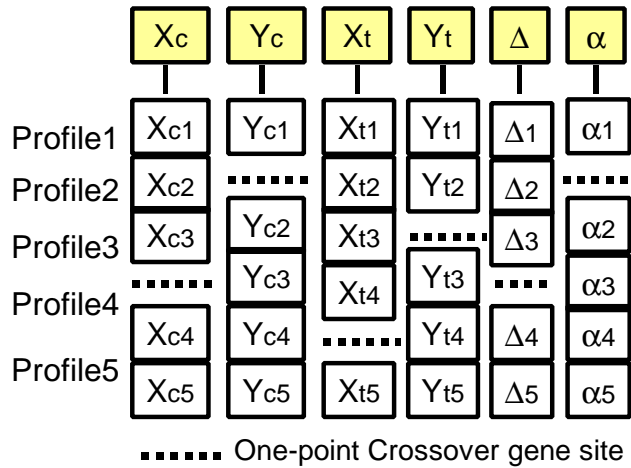 Xc Yc Xt Yt Δ α
Profile1 Xc1 Yc1 Xt1 Yt1 Δ1 α1
Profile2 Xc2 Xt2 Yt2 Δ2
Profile3 Xc3 Yc2 Xt3 Δ3 α2
Yc3 Xt4 Yt3 α3
Profile4 Xc4 Yc4 Yt4 Δ4 α4
Profile5 Xc5 Yc5 Xt5 Yt5 Δ5 α5
One-point Crossover gene site